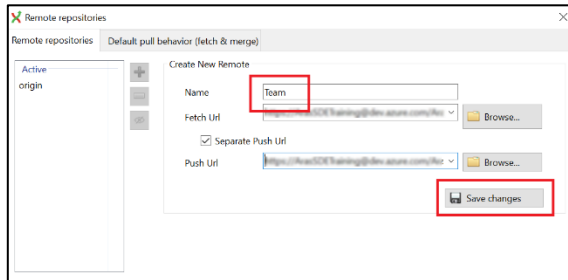 Remote repositories
Remote repositories Default pull behavior (fetch & merge)
Active
origin
Create New Remote
Name Team
Fetch Url Browse...
Separate Push Url
Push Url Browse...
Save changes